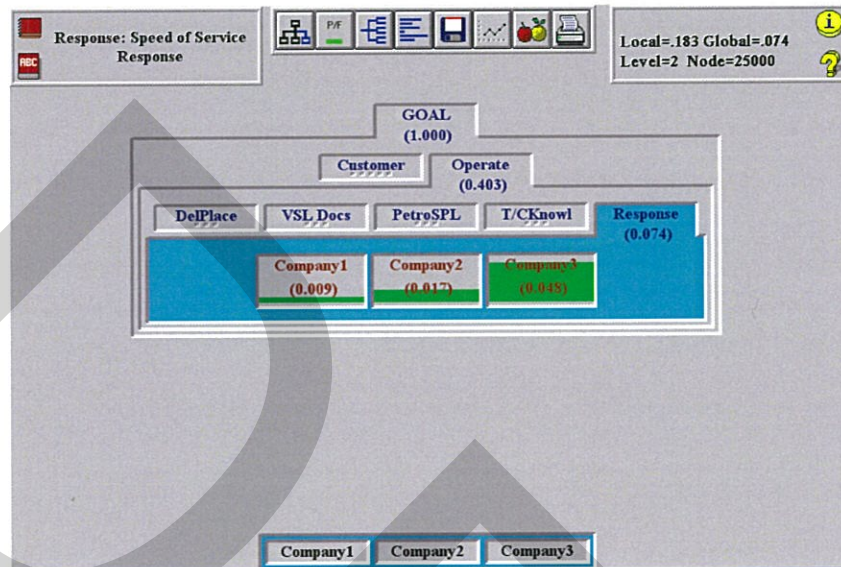 Response: Speed of Service
Response
ABC
P/F
Local=.183 Global=.074
Level=2 Node=25000
i
?
GOAL
(1.000)
Customer
Operate
(0.403)
DelPlace
VSL Docs
PetroSPL
T/CKnowl
Response
(0.074)
Company1
(0.009)
Company2
(0.017)
Company3
(0.048)
Company1
Company2
Company3